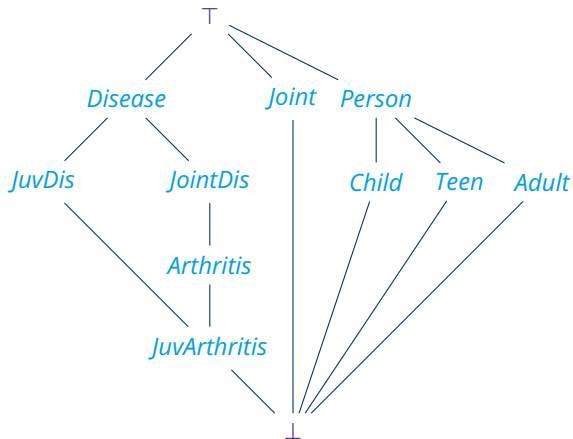 ⊤
Disease Joint Person
JuvDis JointDis Child Teen Adult
Arthritis
JuvArthritis
⊥